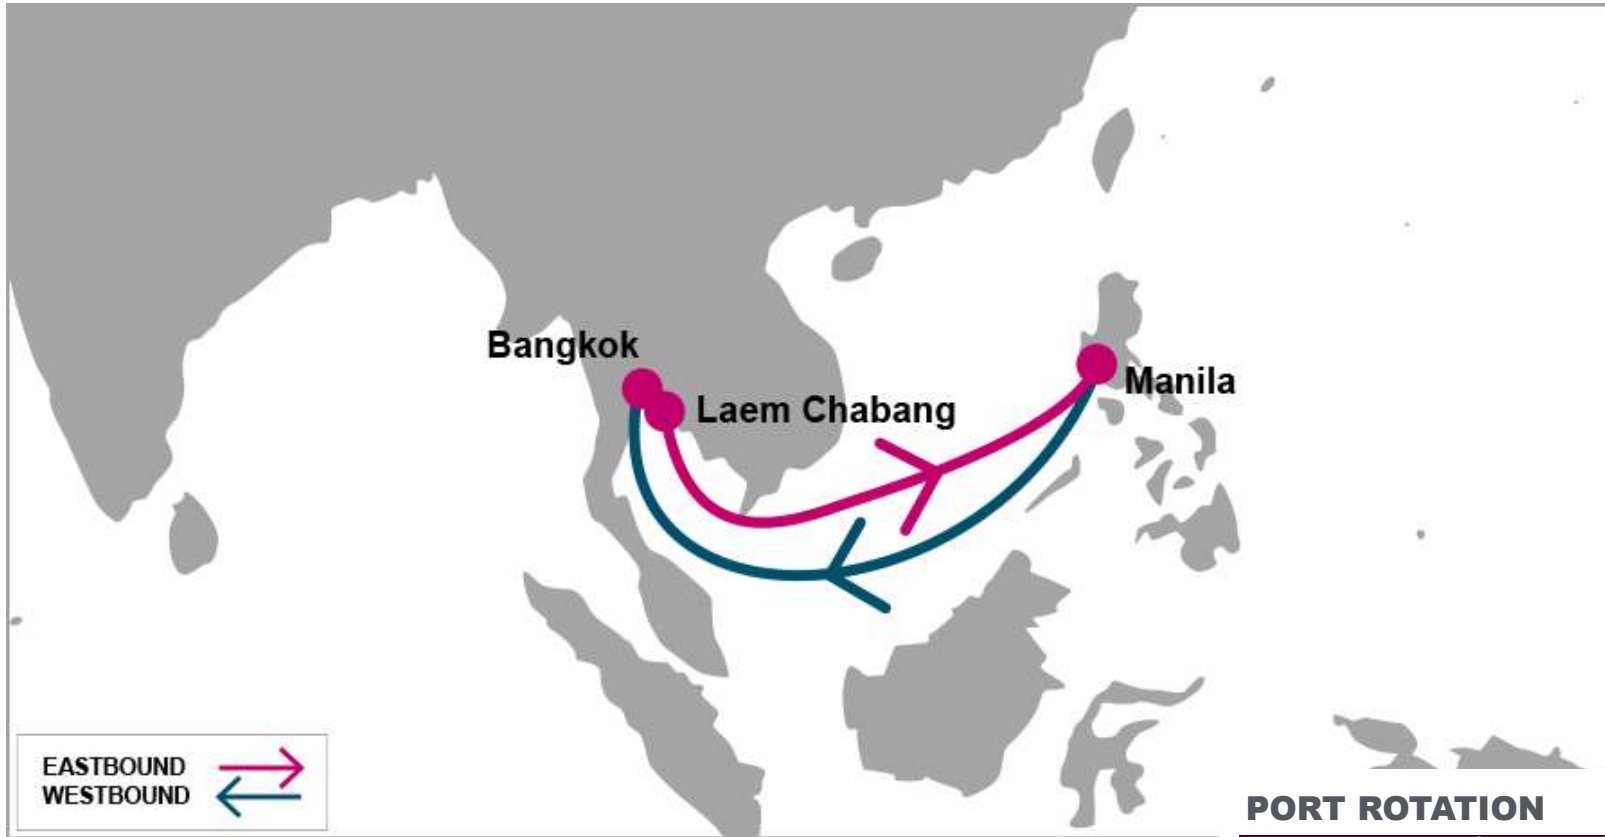 Bangkok
Laem Chabang
Manila
EASTBOUND
WESTBOUND
PORT ROTATION